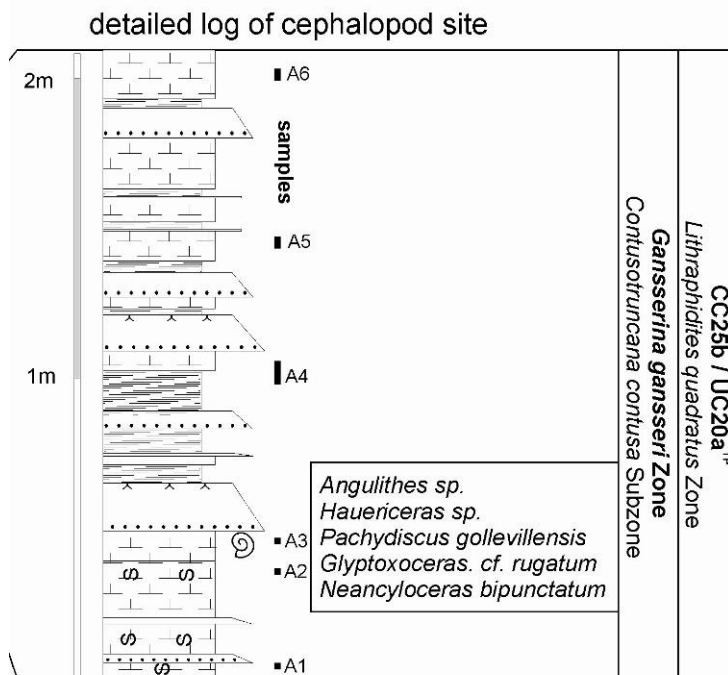 detailed log of cephalopod site
2m
1m
A6
samples
A5
A4
A3
A2
A1
Angulithes sp.
Hauericeras sp.
Pachydiscus gollevillensis
Glyptoxoceras. cf. rugatum
Neancyloceras bipunctatum
Gansserina gansseri Zone
Contusotruncana contusa Subzone
CC25b / UC20a
Lithraphidites quadratus Zone
S S
S S
S